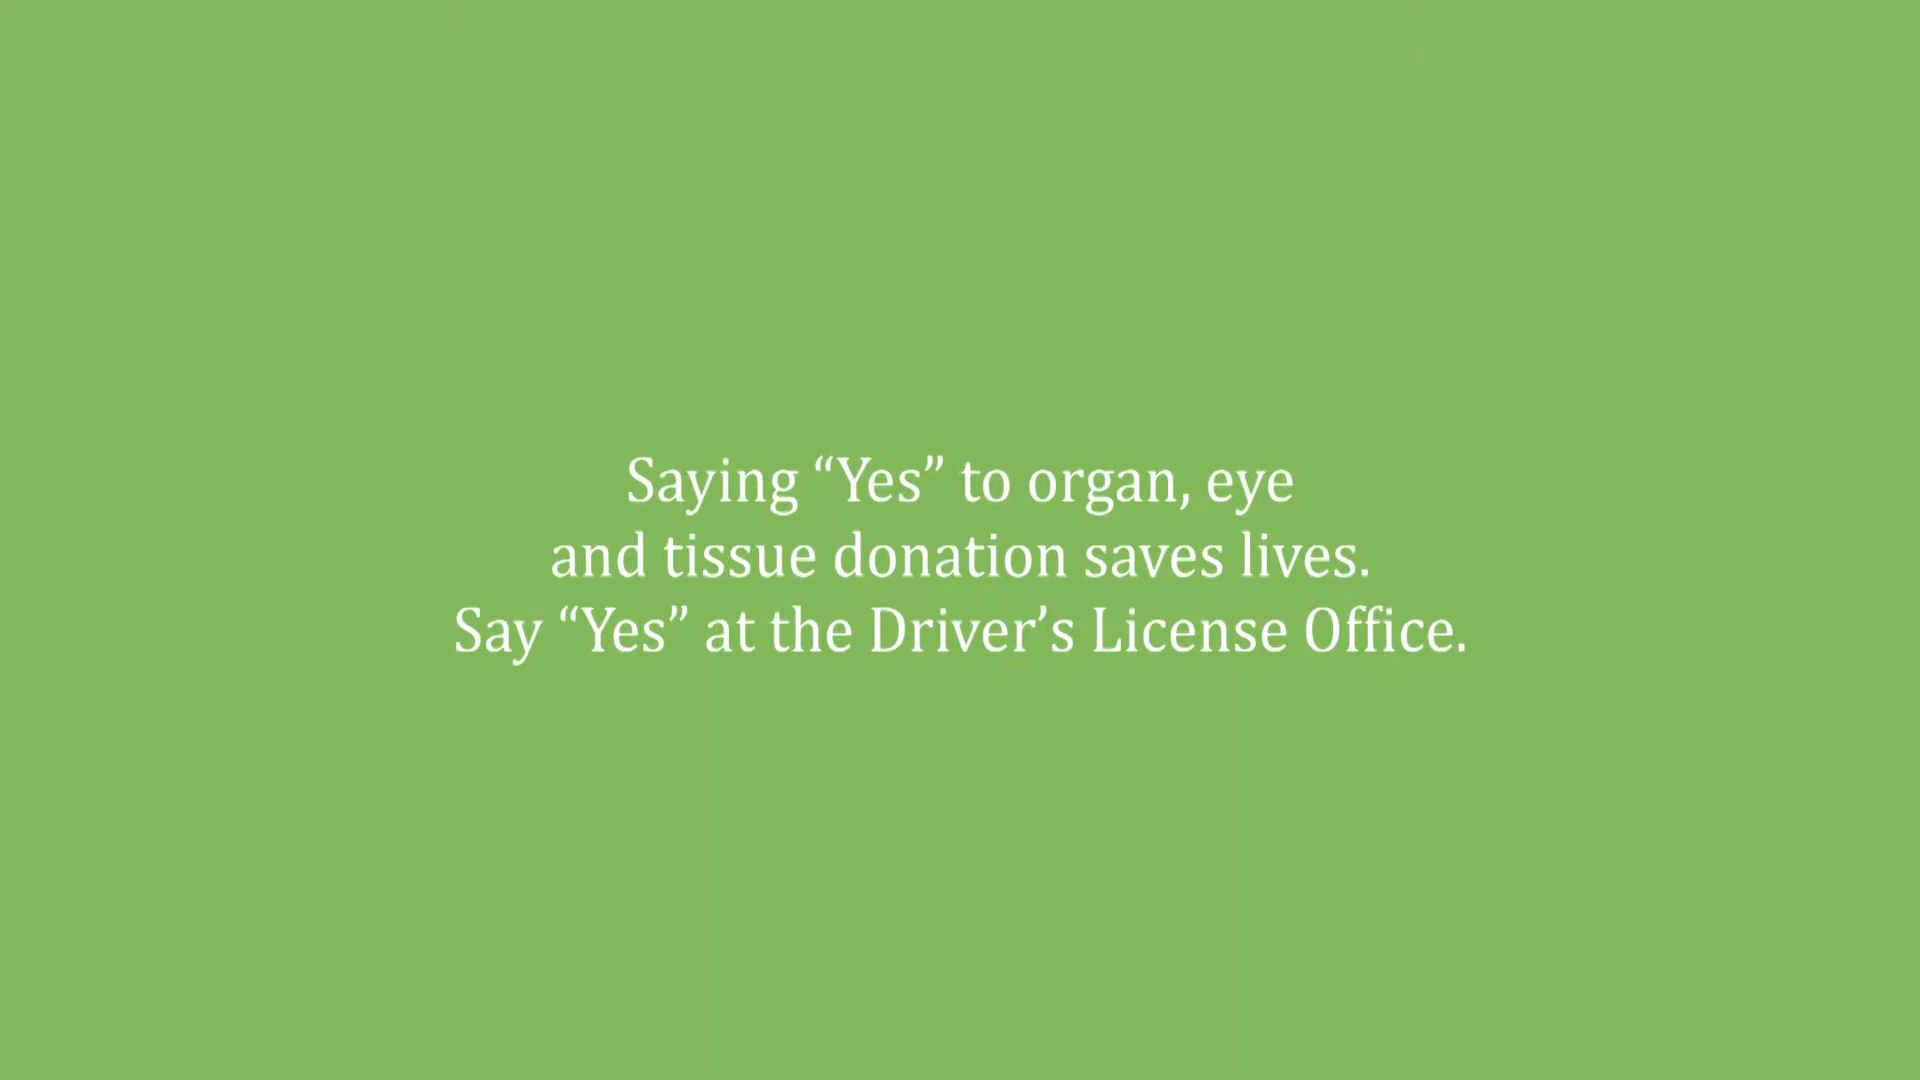 Saying “Yes” to organ, eye
and tissue donation saves lives.
Say “Yes” at the Driver’s License Office.